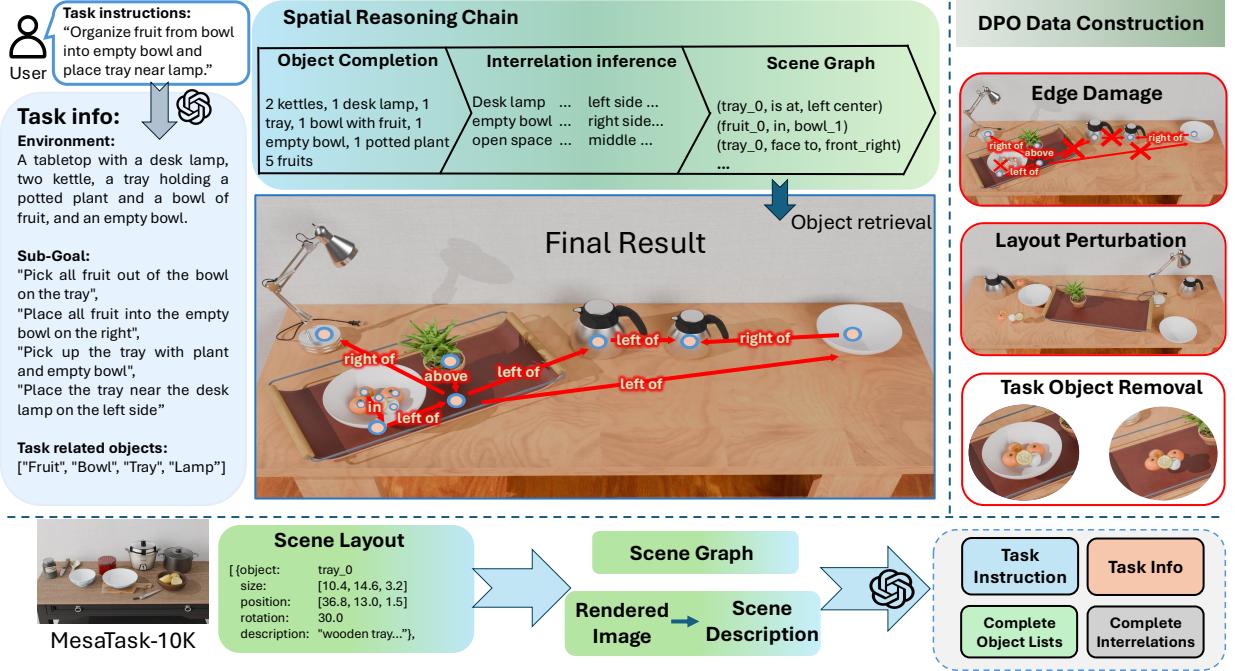 Task instructions:
“Organize fruit from bowl
into empty bowl and
place tray near lamp.”
User
Task info:
Environment:
A tabletop with a desk lamp,
two kettle, a tray holding a
potted plant and a bowl of
fruit, and an empty bowl.
Sub-Goal:
"Pick all fruit out of the bowl
on the tray",
"Place all fruit into the empty
bowl on the right",
"Pick up the tray with plant
and empty bowl",
"Place the tray near the desk
lamp on the left side”
Task related objects:
["Fruit", "Bowl", "Tray", "Lamp”]
Spatial Reasoning Chain
Object Completion
2 kettles, 1 desk lamp, 1
tray, 1 bowl with fruit, 1
empty bowl, 1 potted plant
5 fruits
Interrelation inference
Desk lamp ... left side ...
empty bowl ... right side...
open space ... middle ...
Scene Graph
(tray_0, is at, left center)
(fruit_0, in, bowl_1)
(tray_0, face to, front_right)
...
Object retrieval
Final Result
right of
above
in
left of
left of
left of
right of
left of
DPO Data Construction
Edge Damage
right of
above
left of
right of
Layout Perturbation
Task Object Removal
MesaTask-10K
Scene Layout
[ {object: tray_0
size: [10.4, 14.6, 3.2]
position: [36.8, 13.0, 1.5]
rotation: 30.0
description: "wooden tray..."},
Scene Graph
Rendered
Image
Scene
Description
Task
Instruction
Task Info
Complete
Object Lists
Complete
Interrelations